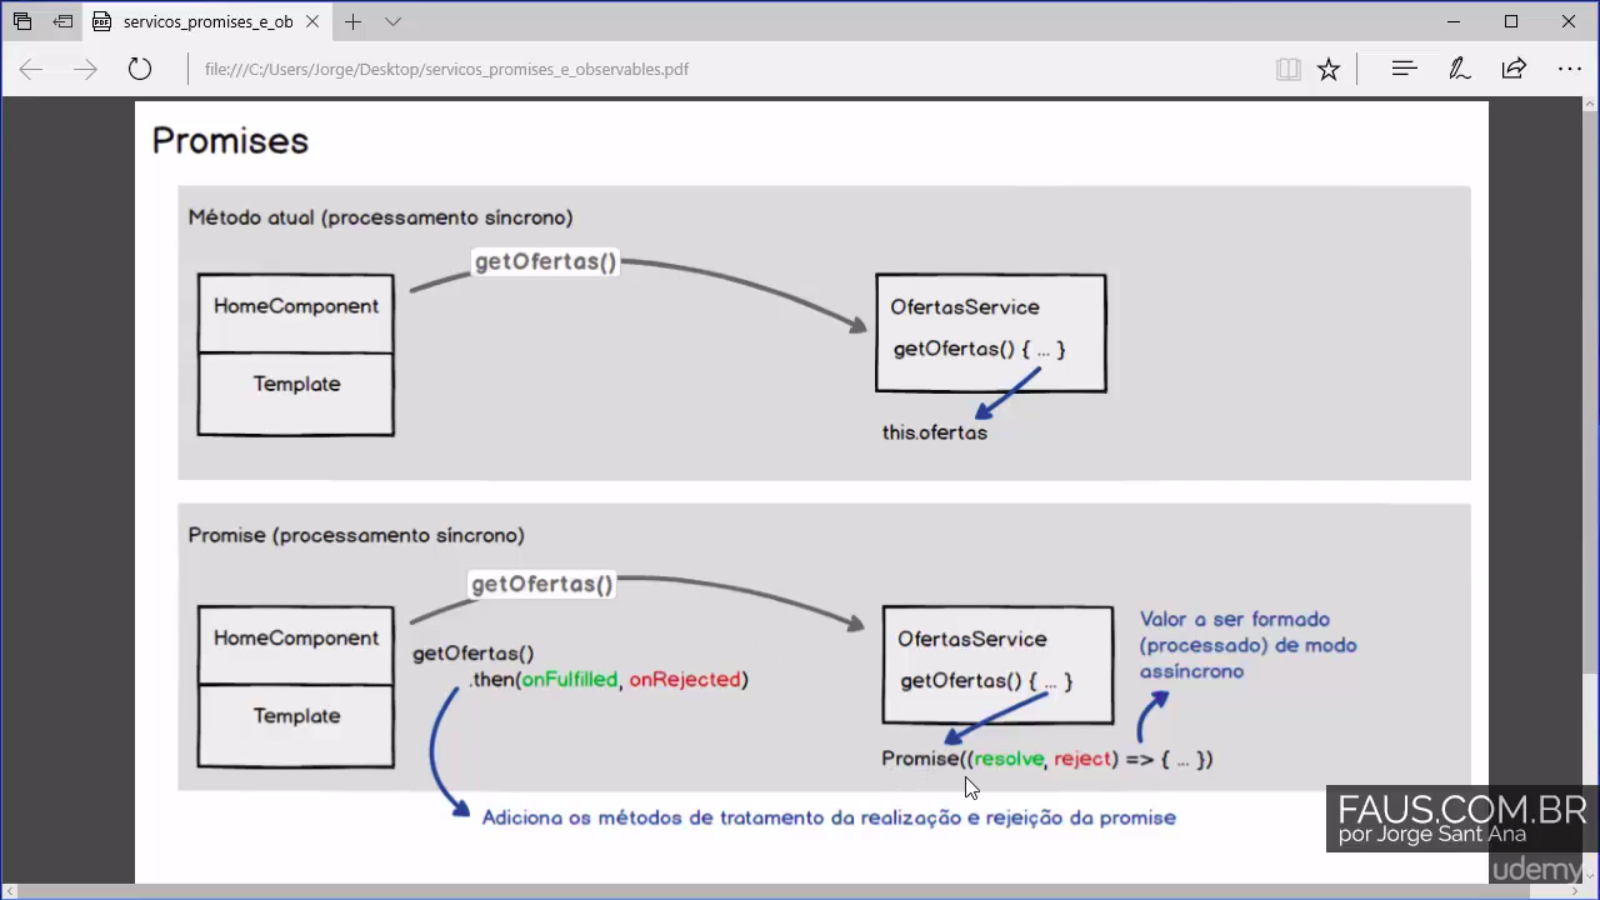 servicos_promises_e_ob
file:///C:/Users/Jorge/Desktop/servicos_promises_e_observables.pdf
Promises
Método atual (processamento síncrono)
getOfertas()
HomeComponent
Template
OfertasService
getOfertas() { ... }
this.ofertas
Promise (processamento síncrono)
getOfertas()
HomeComponent
Template
getOfertas()
.then(onFulfilled, onRejected)
OfertasService
getOfertas() { ... }
Valor a ser formado
(processado) de modo
assíncrono
Promise((resolve, reject) => { ... })
Adiciona os métodos de tratamento da realização e rejeição da promise
FAUS.COM.BR
por Jorge Sant Ana
udemy